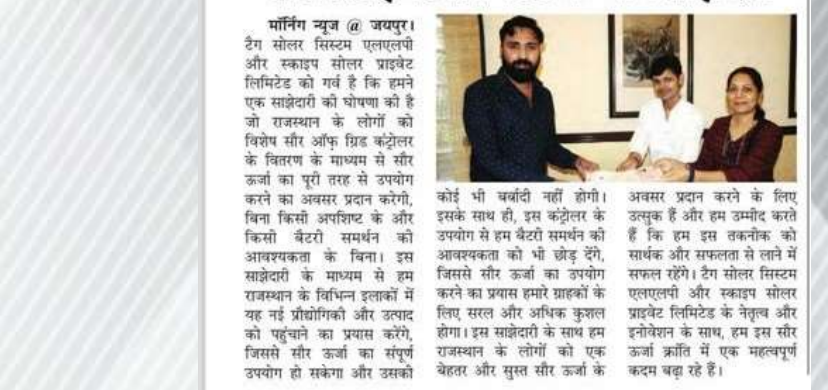 मॉर्निंग न्यूज @ जयपुर।
टैग सोलर सिस्टम एलएलपी
और स्काइप सोलर प्राइवेट
लिमिटेड को गर्व है कि हमने
एक साझेदारी की घोषणा की है
जो राजस्थान के लोगों को
विशेष सौर ऑफ ग्रिड कंट्रोलर
के वितरण के माध्यम से सौर
ऊर्जा का पूरी तरह से उपयोग
करने का अवसर प्रदान करेगी,
बिना किसी अपशिष्ट के और
किसी बैटरी समर्थन की
आवश्यकता के बिना। इस
साझेदारी के माध्यम से हम
राजस्थान के विभिन्न इलाकों में
यह नई प्रौद्योगिकी और उत्पाद
को पहुंचाने का प्रयास करेंगे,
जिससे सौर ऊर्जा का संपूर्ण
उपयोग हो सकेगा और उसकी
कोई भी बर्बादी नहीं होगी।
इसके साथ ही, इस कंट्रोलर के
उपयोग से हम बैटरी समर्थन की
आवश्यकता को भी छोड़ देंगे,
जिससे सौर ऊर्जा का उपयोग
करने का प्रयास हमारे ग्राहकों के
लिए सरल और अधिक कुशल
होगा। इस साझेदारी के साथ हम
राजस्थान के लोगों को एक
बेहतर और सुस्त सौर ऊर्जा के
अवसर प्रदान करने के लिए
उत्सुक हैं और हम उम्मीद करते
हैं कि हम इस तकनीक को
सार्थक और सफलता से लाने में
सफल रहेंगे। टैग सोलर सिस्टम
एलएलपी और स्काइप सोलर
प्राइवेट लिमिटेड के नेतृत्व और
इनोवेशन के साथ, हम इस सौर
ऊर्जा क्रांति में एक महत्वपूर्ण
कदम बढ़ा रहे हैं।